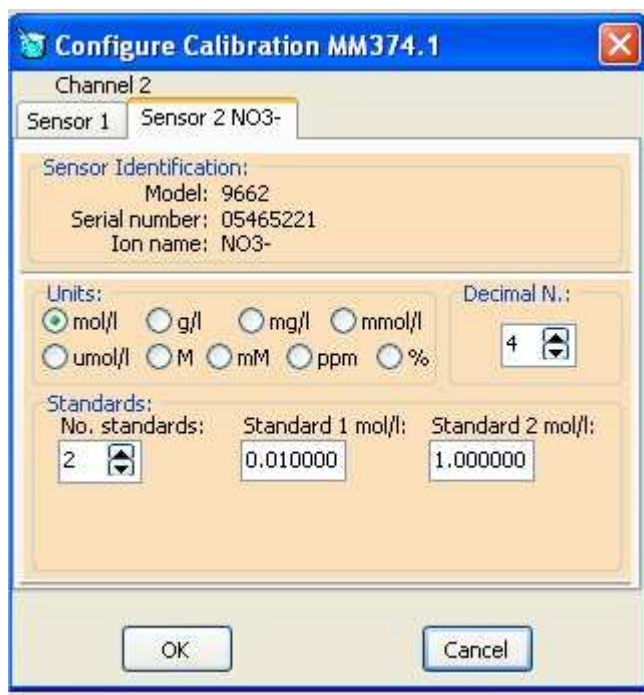 Configure Calibration MM374.1
Channel 2
Sensor 1 Sensor 2 NO3-
Sensor Identification:
Model: 9662
Serial number: 05465221
Ion name: NO3-
Units: Decimal N.:
mol/l g/l mg/l mmol/l
umol/l M mM ppm %
4
Standards:
No. standards: Standard 1 mol/l: Standard 2 mol/l:
2 0.010000 1.000000
OK Cancel